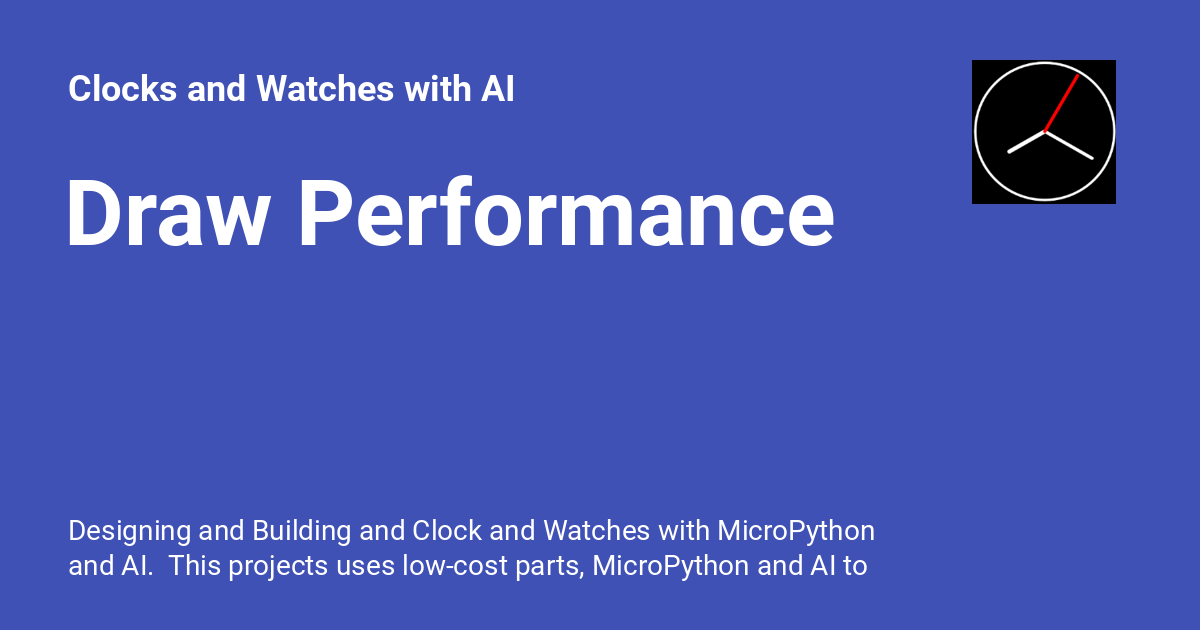 Clocks and Watches with AI
Draw Performance
Designing and Building and Clock and Watches with MicroPython
and AI.  This projects uses low-cost parts, MicroPython and AI to